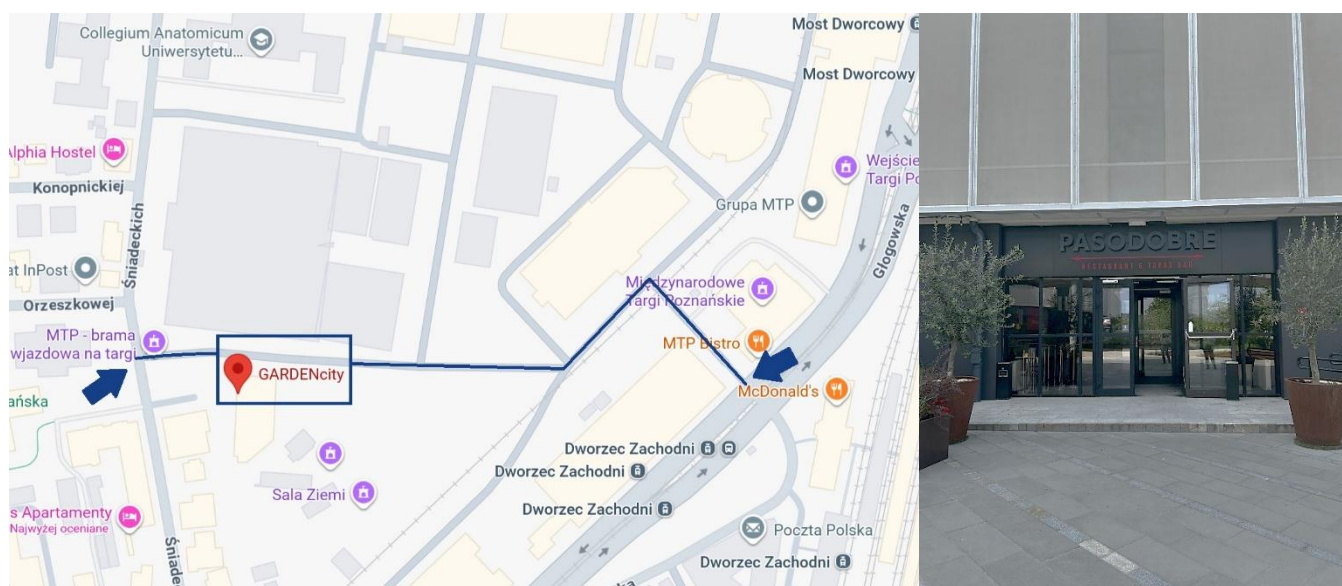 Most Dworcowy
Collegium Anatomicum
Uniwersytetu...
Most Dworcowy
Alphia Hostel
Wejście
Targi Po
Konopnickiej
Grupa MTP
Śniadeckich
Głogowska
at InPost
Orzeszkowej
Międzynarodowe
Targi Poznańskie
MTP - brama
wjazdowa na targi
MTP Bistro
GARDENcity
McDonald's
ańska
Dworzec Zachodni
Dworzec Zachodni
Sala Ziemi
Dworzec Zachodni
s Apartamenty
Najwyżej oceniane
Poczta Polska
Śniadec
Dworzec Zachodni
PASODOBRE
RESTAURANT & TAPAS BAR